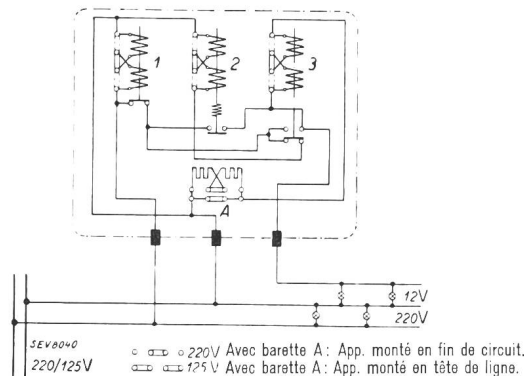 1
2
3
A
12V
220V
SEV8040
220/125V
220V Avec barette A: App. monté en fin de circuit.
125V Avec barette A: App. monté en tête de ligne.